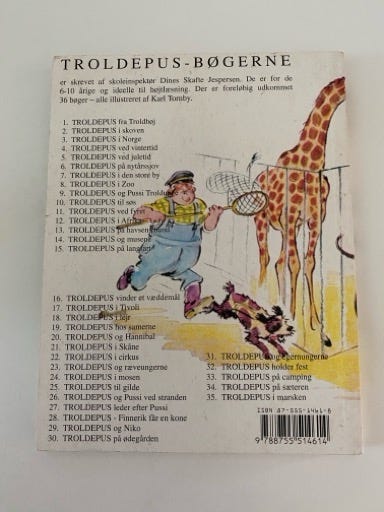 TROLDEPUS-BØGERNE
er skrevet af skoleinspektør Dines Skafte Jespersen. De er for de
6-10 årige og ideelle til højtlæsning. Der er foreløbig udkommet
36 bøger – alle illustreret af Karl Tomby.
1. TROLDEPUS fra Troldhøj
2. TROLDEPUS i skoven
3. TROLDEPUS i Norge
4. TROLDEPUS ved vintertid
5. TROLDEPUS ved juletid
6. TROLDEPUS på nytårssjov
7. TROLDEPUS i den store by
8. TROLDEPUS i Zoo
9. TROLDEPUS og Pussi Troldunge
10. TROLDEPUS til søs
11. TROLDEPUS ved fyret
12. TROLDEPUS i Afrika
13. TROLDEPUS på havsens bund
14. TROLDEPUS og musene
15. TROLDEPUS på langfart
16. TROLDEPUS vinder et væddemål
17. TROLDEPUS i Tivoli
18. TROLDEPUS i lejr
19. TROLDEPUS hos samerne
20. TROLDEPUS og Hannibal
21. TROLDEPUS i Skåne
22. TROLDEPUS i cirkus
23. TROLDEPUS og ræveungerne
24. TROLDEPUS i mosen
25. TROLDEPUS til gilde
26. TROLDEPUS og Pussi ved stranden
27. TROLDEPUS leder efter Pussi
28. TROLDEPUS - Finnerik får en kone
29. TROLDEPUS og Niko
30. TROLDEPUS på ødegården
31. TROLDEPUS og egernungerne
32. TROLDEPUS holder fest
33. TROLDEPUS på camping
34. TROLDEPUS på sæteren
35. TROLDEPUS i marsken
ISBN 87-555-1461-8
9 788755 514614